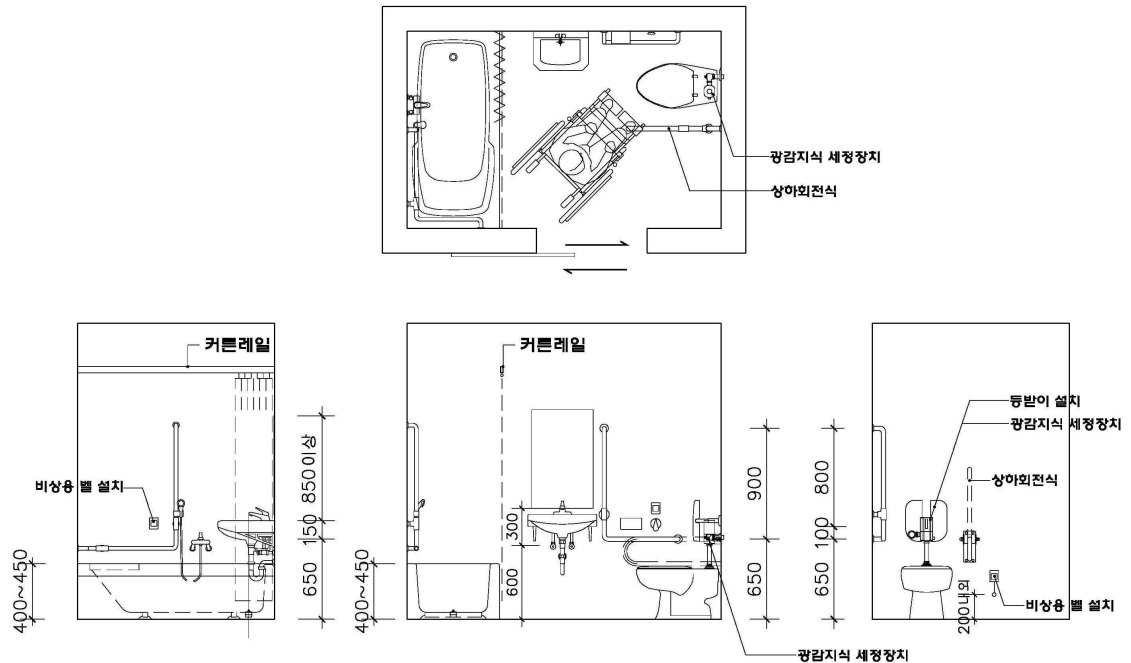 광감지식 세정장치
상하회전식
커튼레일
비상용 벨 설치
400~450
650
150
850이상
커튼레일
400~450
600
300
900
650
광감지식 세정장치
800
100
650
등받이 설치
광감지식 세정장치
상하회전식
200내외
비상용 벨 설치